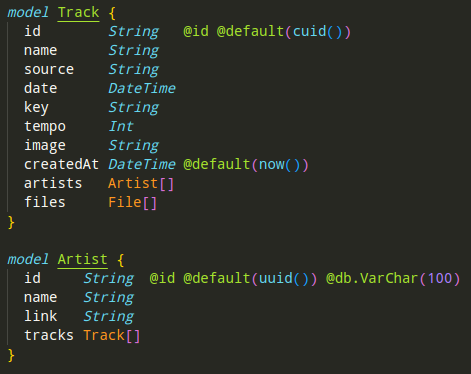 model Track {
  id        String   @id @default(cuid())
  name      String
  source    String
  date      DateTime
  key       String
  tempo     Int
  image     String
  createdAt DateTime @default(now())
  artists   Artist[]
  files     File[]
}

model Artist {
  id     String  @id @default(uuid()) @db.VarChar(100)
  name   String
  link   String
  tracks Track[]
}